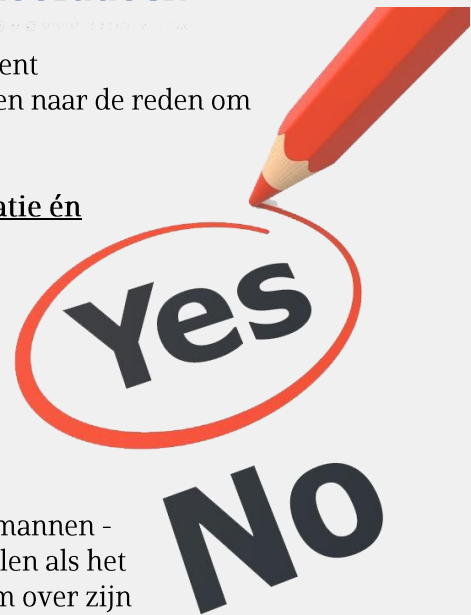 ent
en naar de reden om
atie én
Yes
No
mannen -
len als het
m over zijn